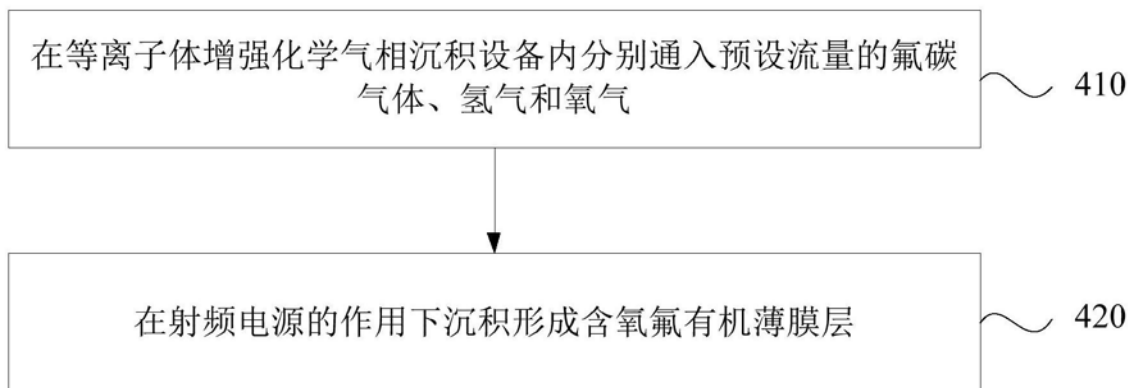 在等离子体增强化学气相沉积设备内分别通入预设流量的氟碳
气体、氢气和氧气
410
在射频电源的作用下沉积形成含氧氟有机薄膜层
420